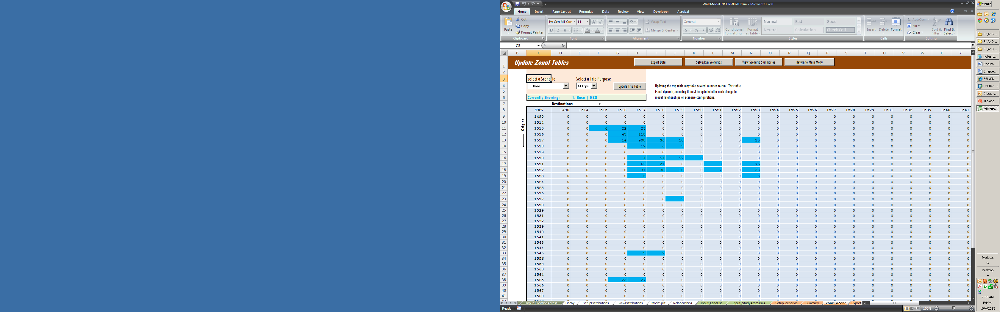 WalcModel_NCHRP0878.xlsm - Microsoft Excel
Home Insert Page Layout Formulas Data Review View Developer Acrobat
Paste
Cut
Copy
Format Painter
Clipboard
Tw Cen MT Con 14
B I U
Font
Wrap Text
Merge & Center
Alignment
General
$ % ,
Number
Conditional Formatting
Format as Table
Normal Bad Good
Neutral Calculation Check Cell
Styles
Insert Delete Format
Cells
Σ AutoSum
Fill
Clear
Sort & Filter
Find & Select
Editing
C3 fx
B C D E F G H I J K L M N O P Q R S T U V W X Y
1 Update Zonal Tables Export Data Setup/Run Scenarios View Scenario Summaries Return to Main Menu
2
3 Select a Scenario Select a Trip Purpose
4 1. Base All Trips Update Trip Table Updating the trip table may take several minutes to run. This table
5 is not dynamic, meaning it must be updated after each change to
6 Currently Showing: 1. Base | HBO model relationships or scenario configurations.
7 Destinations
Origins
8 TAZ 1490 1514 1515 1516 1517 1518 1519 1520 1521 1522 1523 1524 1525 1526 1527 1528 1529 1531 1532 1539 1540 1541
9 1490 0 0 0 0 0 0 0 0 0 0 0 0 0 0 0 0 0 0 0 0 0 0
10 1514 0 0 0 0 0 0 0 0 0 0 0 0 0 0 0 0 0 0 0 0 0 0
11 1515 0 0 6 22 25 0 0 0 0 0 0 0 0 0 0 0 0 0 0 0 0 0
12 1516 0 0 0 43 118 0 0 0 0 0 0 0 0 0 0 0 0 0 0 0 0 0
13 1517 0 0 0 14 908 36 10 0 0 0 10 0 0 0 0 0 0 0 0 0 0 0
14 1518 0 0 0 0 17 6 3 0 0 0 0 0 0 0 0 0 0 0 0 0 0 0
15 1519 0 0 0 0 0 0 0 0 0 0 0 0 0 0 0 0 0 0 0 0 0 0
16 1520 0 0 0 0 4 54 52 6 0 0 0 0 0 0 0 0 0 0 0 0 0 0
17 1521 0 0 0 0 63 21 0 0 9 0 76 0 0 0 0 0 0 0 0 0 0 0
18 1522 0 0 0 0 31 38 10 0 2 0 33 0 0 0 0 0 0 0 0 0 0 0
19 1523 0 0 0 0 6 0 0 0 0 0 3 0 0 0 0 0 0 0 0 0 0 0
20 1524 0 0 0 0 0 0 0 0 0 0 0 0 0 0 0 0 0 0 0 0 0 0
21 1525 0 0 0 0 0 0 0 0 0 0 0 0 0 0 0 0 0 0 0 0 0 0
22 1526 0 0 0 0 0 0 0 0 0 0 0 0 0 0 0 0 0 0 0 0 0 0
23 1527 0 0 0 0 0 0 3 0 0 0 0 0 0 0 0 0 0 0 0 0 0 0
24 1528 0 0 0 0 0 0 0 0 0 0 0 0 0 0 0 0 0 0 0 0 0 0
25 1529 0 0 0 0 0 0 0 0 0 0 0 0 0 0 0 0 0 0 0 0 0 0
26 1531 0 0 0 0 0 0 0 0 0 0 0 0 0 0 0 0 0 0 0 0 0 0
27 1532 0 0 0 0 0 0 0 0 0 0 0 0 0 0 0 0 0 0 0 0 0 0
28 1539 0 0 0 0 0 0 0 0 0 0 0 0 0 0 0 0 0 0 0 0 0 0
29 1540 0 0 0 0 0 0 0 0 0 0 0 0 0 0 0 0 0 0 0 0 0 0
30 1541 0 0 0 0 0 0 0 0 0 0 0 0 0 0 0 0 0 0 0 0 0 0
31 1543 0 0 0 0 0 0 0 0 0 0 0 0 0 0 0 0 0 0 0 0 0 0
32 1544 0 0 0 0 0 0 0 0 0 0 0 0 0 0 0 0 0 0 0 0 0 0
33 1545 0 0 0 0 3 9 0 0 0 0 0 0 0 0 0 0 0 0 0 0 0 0
34 1556 0 0 0 0 0 0 0 0 0 0 0 0 0 0 0 0 0 0 0 0 0 0
35 1558 0 0 0 0 0 0 0 0 0 0 0 0 0 0 0 0 0 0 0 0 0 0
36 1563 0 0 0 0 0 0 0 0 0 0 0 0 0 0 0 0 0 0 0 0 0 0
37 1564 0 0 0 0 0 0 0 0 0 0 0 0 0 0 0 0 0 0 0 0 0 0
38 1565 0 0 0 23 27 0 0 0 0 0 0 0 0 0 0 0 0 0 0 0 0 0
39 1566 0 0 0 0 0 0 0 0 0 0 0 0 0 0 0 0 0 0 0 0 0 0
40 1567 0 0 0 0 0 0 0 0 0 0 0 0 0 0 0 0 0 0 0 0 0 0
41 1568 0 0 0 0 0 0 0 0 0 0 0 0 0 0 0 0 0 0 0 0 0 0
Input_LocationAccess Decay SetupDistributions ViewDistributions ModeSplit Relationships Input_LandUse Input_StudyAreaSkims SetupScenarios Summary ZoneToZone Export
Ready 100%
Start
F:\ArlD...
F:\ArlD...
F:\ArlD...
notes.t...
Docum...
Chapte...
SSLVPN...
Untitled...
Inbox -...
Microso...
Micros...
Projects
»
Desktop
»
9:53 AM
Friday
10/4/2013